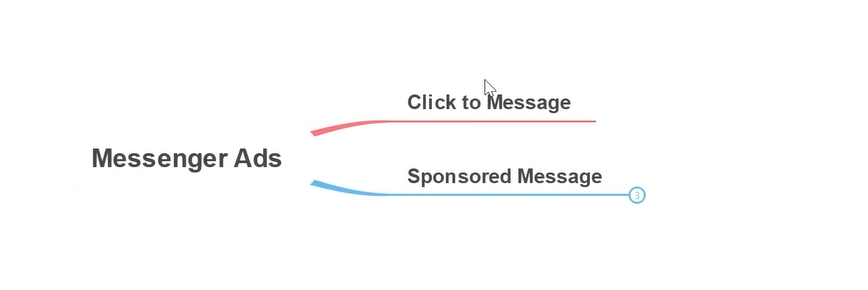 Click to Message
Messenger Ads
Sponsored Message
3